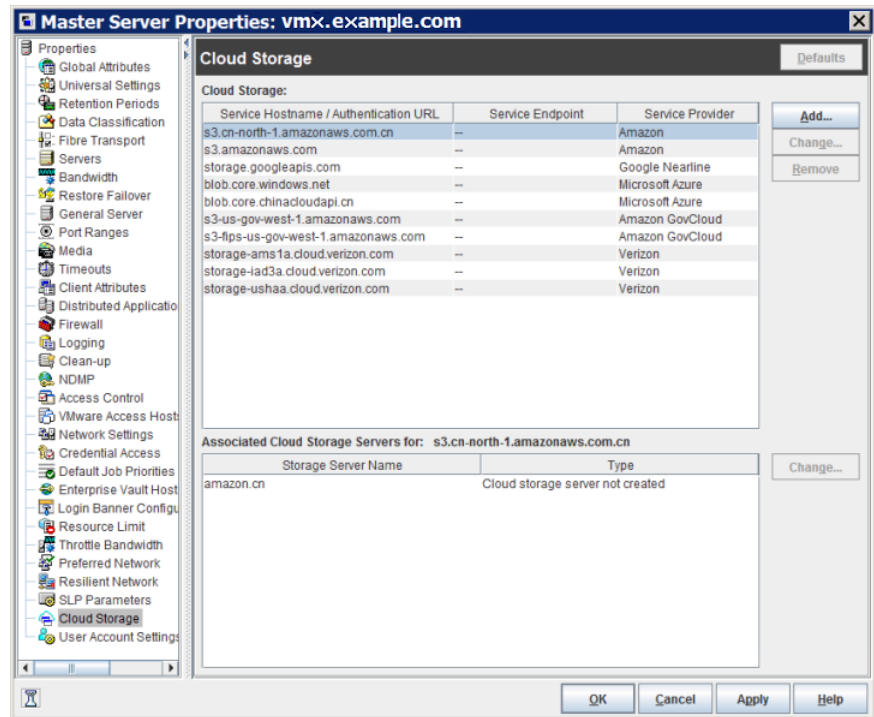 Master Server Properties: vmx.example.com
Properties
Global Attributes
Universal Settings
Retention Periods
Data Classification
Fibre Transport
Servers
Bandwidth
Restore Failover
General Server
Port Ranges
Media
Timeouts
Client Attributes
Distributed Applicatio
Firewall
Logging
Clean-up
NDMP
Access Control
VMware Access Hosts
Network Settings
Credential Access
Default Job Priorities
Enterprise Vault Host
Login Banner Configu
Resource Limit
Throttle Bandwidth
Preferred Network
Resilient Network
SLP Parameters
Cloud Storage
User Account Settings
Cloud Storage
Defaults
Cloud Storage:
Service Hostname / Authentication URL Service Endpoint Service Provider
s3.cn-north-1.amazonaws.com.cn -- Amazon
s3.amazonaws.com -- Amazon
storage.googleapis.com -- Google Nearline
blob.core.windows.net -- Microsoft Azure
blob.core.chinacloudapi.cn -- Microsoft Azure
s3-us-gov-west-1.amazonaws.com -- Amazon GovCloud
s3-fips-us-gov-west-1.amazonaws.com -- Amazon GovCloud
storage-ams1a.cloud.verizon.com -- Verizon
storage-iad3a.cloud.verizon.com -- Verizon
storage-ushaa.cloud.verizon.com -- Verizon
Add...
Change...
Remove
Associated Cloud Storage Servers for: s3.cn-north-1.amazonaws.com.cn
Storage Server Name Type
amazon.cn Cloud storage server not created
Change...
OK Cancel Apply Help